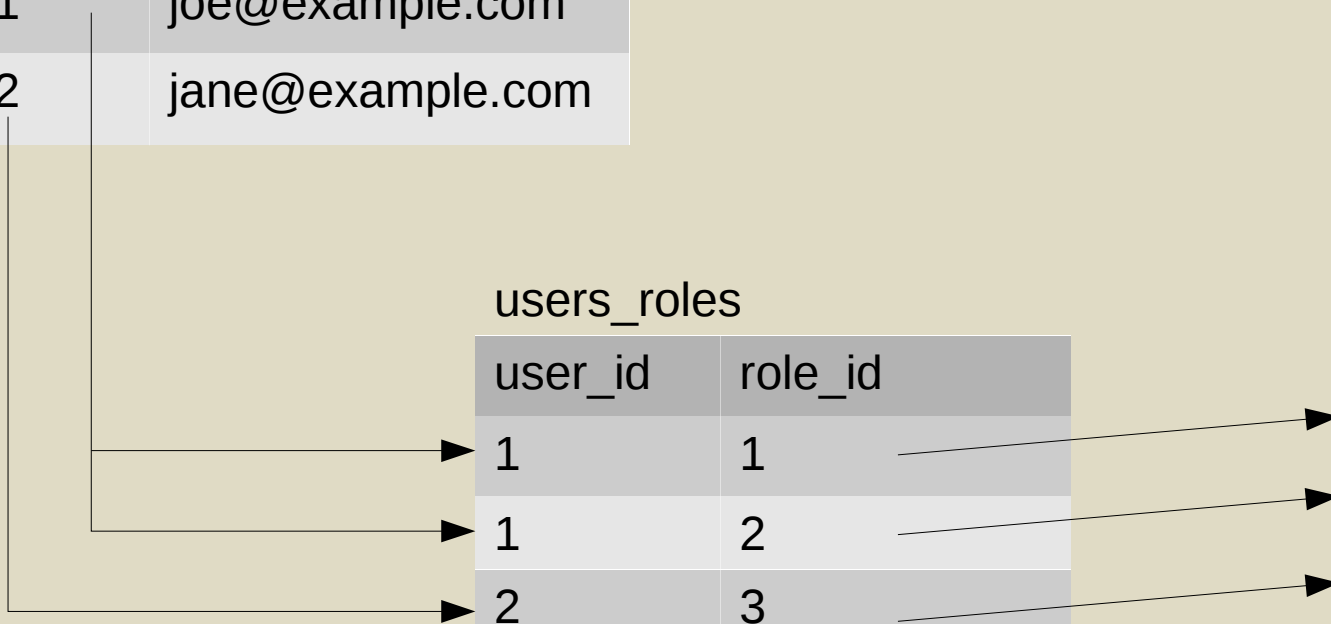 1 joe@example.com
2 jane@example.com
users_roles
user_id role_id
1 1
1 2
2 3